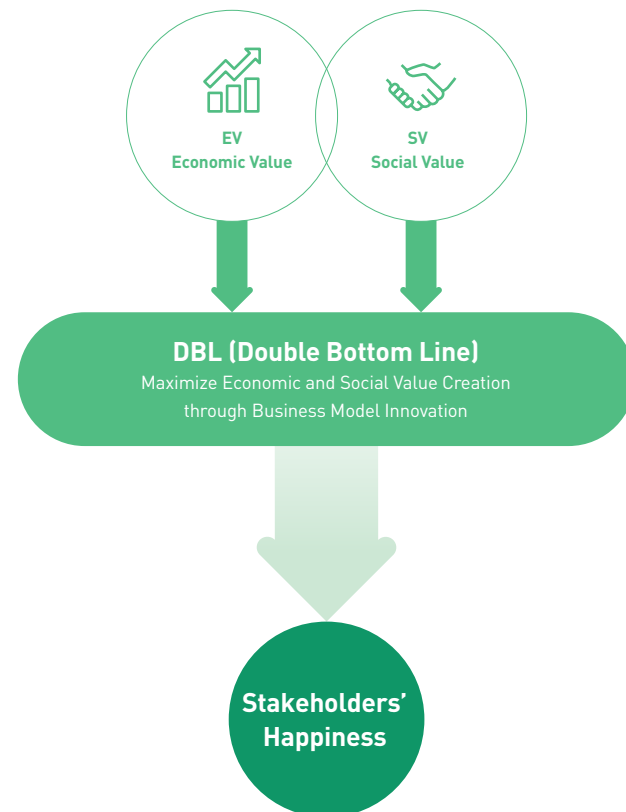 EV
Economic Value
SV
Social Value
DBL (Double Bottom Line)
Maximize Economic and Social Value Creation
through Business Model Innovation
Stakeholders’
Happiness